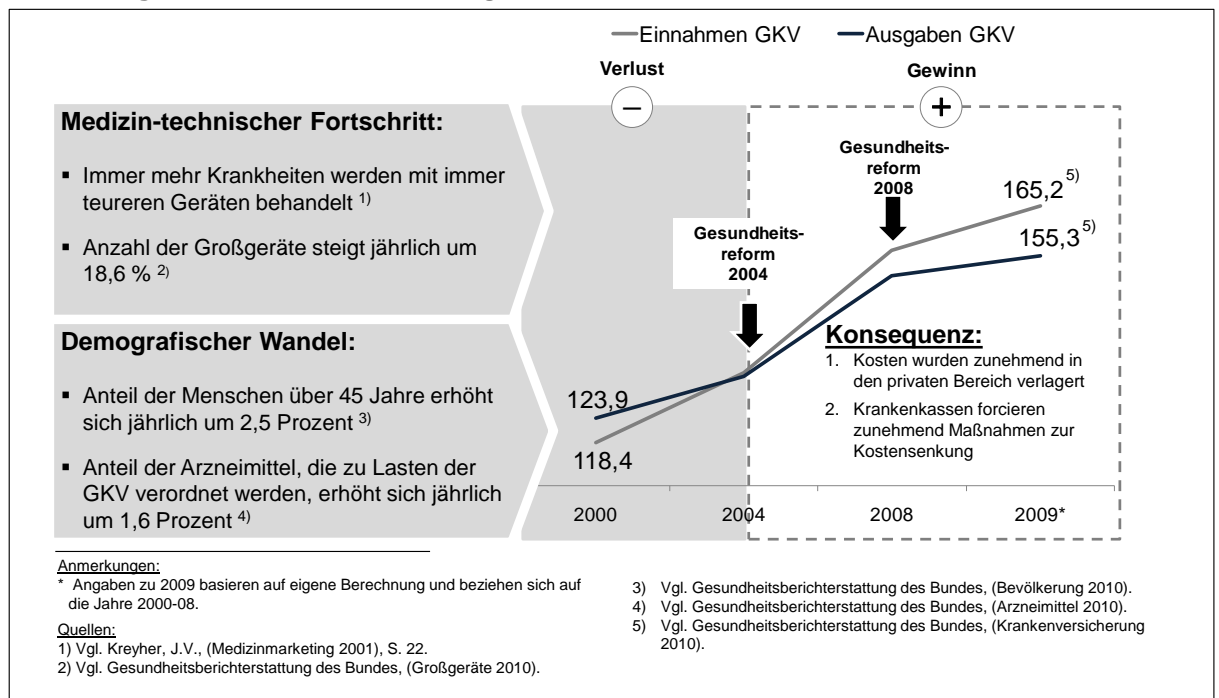 Einnahmen GKV
Ausgaben GKV
Verlust
–
Gewinn
+
Medizin-technischer Fortschritt:
▪ Immer mehr Krankheiten werden mit immer
teureren Geräten behandelt 1)
▪ Anzahl der Großgeräte steigt jährlich um
18,6 % 2)
Demografischer Wandel:
▪ Anteil der Menschen über 45 Jahre erhöht
sich jährlich um 2,5 Prozent 3)
▪ Anteil der Arzneimittel, die zu Lasten der
GKV verordnet werden, erhöht sich jährlich
um 1,6 Prozent 4)
Gesundheits-
reform
2004
Gesundheits-
reform
2008
165,2 5)
155,3 5)
123,9
118,4
Konsequenz:
1. Kosten wurden zunehmend in
den privaten Bereich verlagert
2. Krankenkassen forcieren
zunehmend Maßnahmen zur
Kostensenkung
2000
2004
2008
2009*
Anmerkungen:
* Angaben zu 2009 basieren auf eigene Berechnung und beziehen sich auf
die Jahre 2000-08.
Quellen:
1) Vgl. Kreyher, J.V., (Medizinmarketing 2001), S. 22.
2) Vgl. Gesundheitsberichterstattung des Bundes, (Großgeräte 2010).
3) Vgl. Gesundheitsberichterstattung des Bundes, (Bevölkerung 2010).
4) Vgl. Gesundheitsberichterstattung des Bundes, (Arzneimittel 2010).
5) Vgl. Gesundheitsberichterstattung des Bundes, (Krankenversicherung
2010).